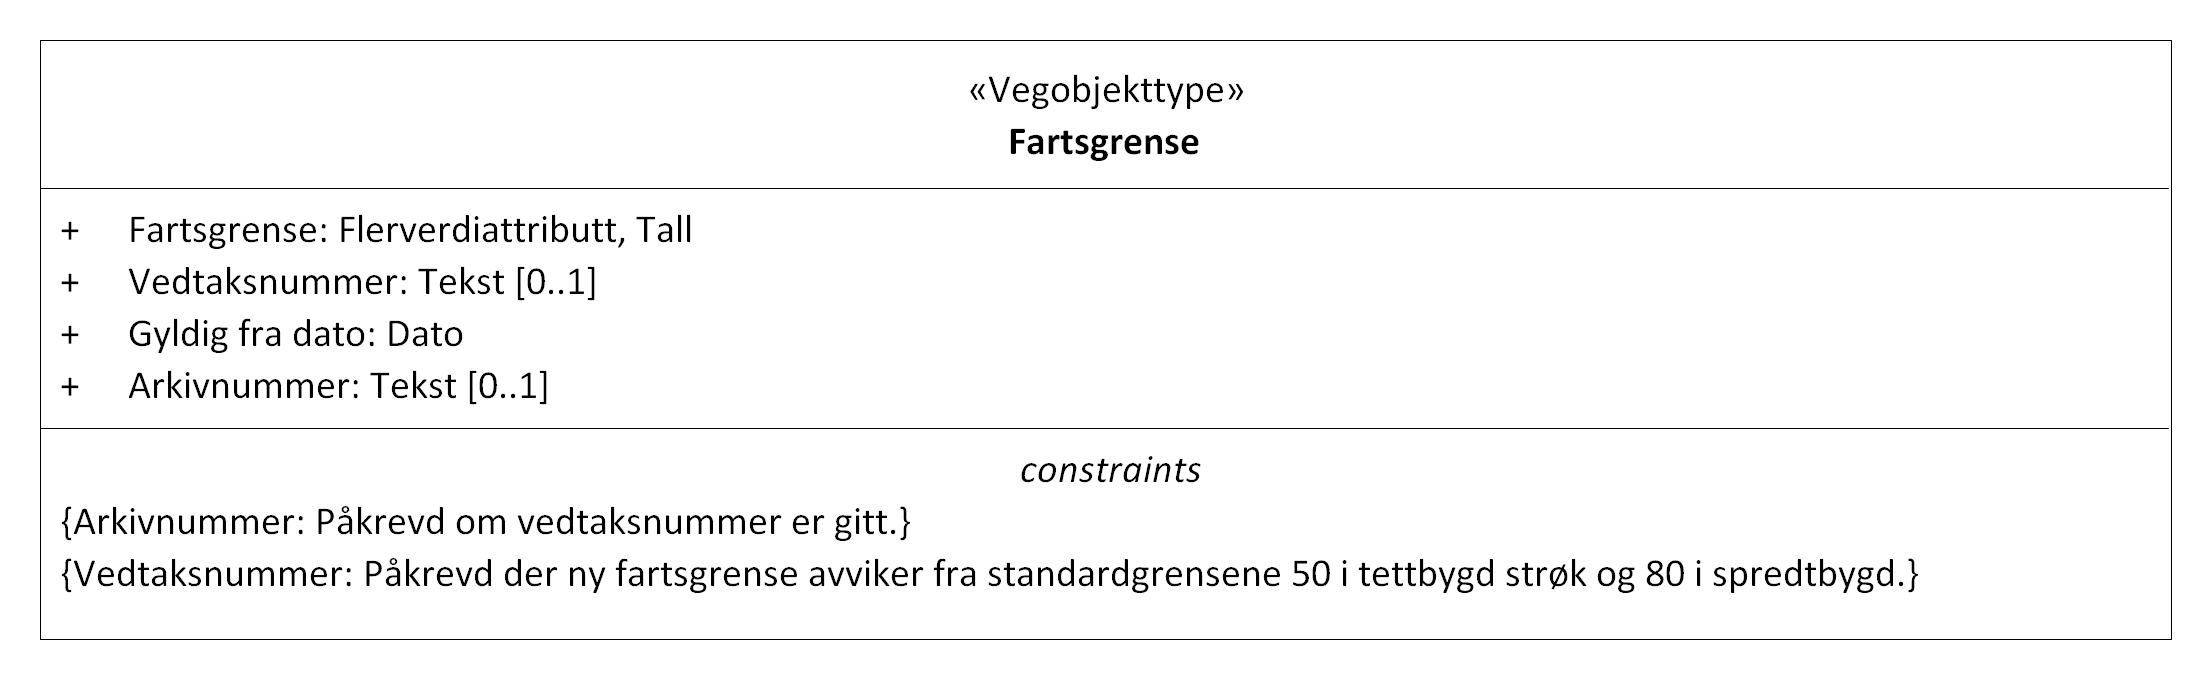 «Vegobjekttype»
Fartsgrense
+ Fartsgrense: Flerverdiattributt, Tall
+ Vedtaksnummer: Tekst [0..1]
+ Gyldig fra dato: Dato
+ Arkivnummer: Tekst [0..1]
constraints
{Arkivnummer: Påkrevd om vedtaksnummer er gitt.}
{Vedtaksnummer: Påkrevd der ny fartsgrense avviker fra standardgrensene 50 i tettbygd strøk og 80 i spredtbygd.}